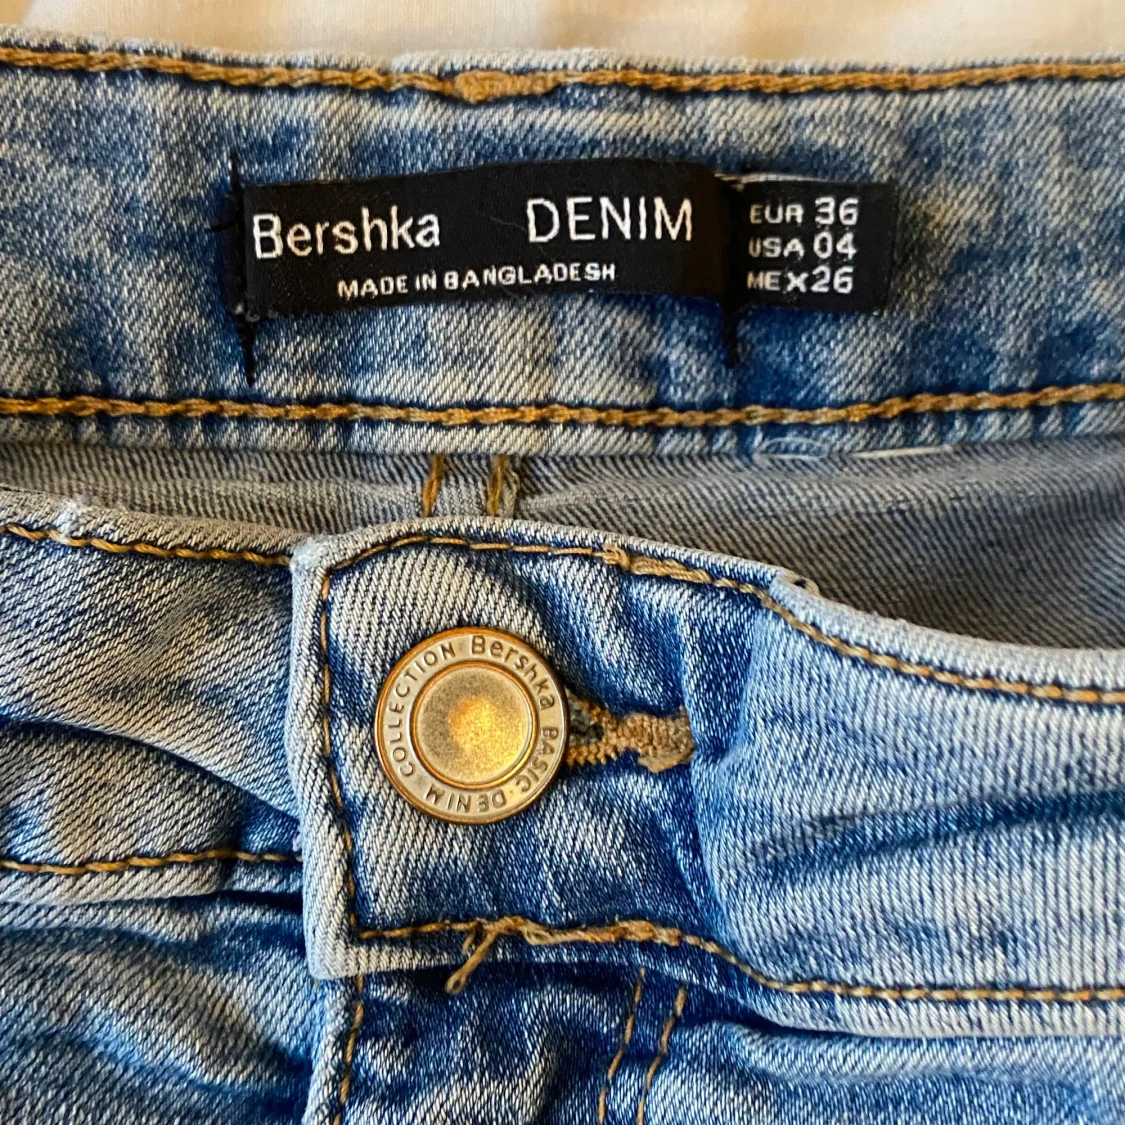 Bershka DENIM
MADE IN BANGLADESH
EUR 36
USA 04
MEX 26
Bershka BASIC · DENIM · COLLECTION